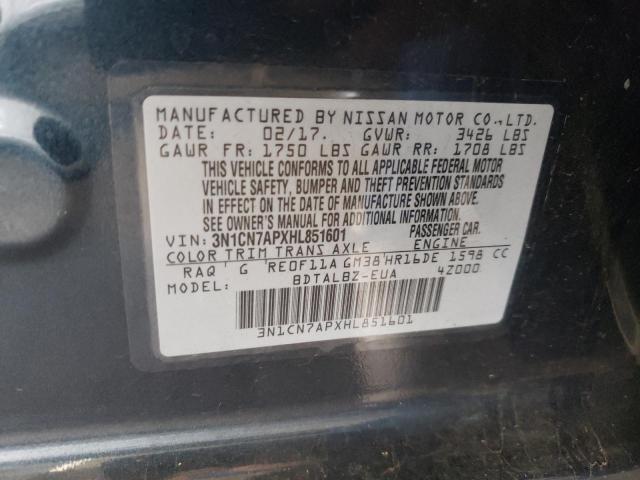 MANUFACTURED BY NISSAN MOTOR CO.,LTD.
DATE: 02/17. GVWR: 3426 LBS
GAWR FR: 1750 LBS GAWR RR: 1708 LBS
THIS VEHICLE CONFORMS TO ALL APPLICABLE FEDERAL MOTOR
VEHICLE SAFETY, BUMPER AND THEFT PREVENTION STANDARDS
IN EFFECT ON THE DATE OF MANUFACTURE SHOWN ABOVE.
SEE OWNER'S MANUAL FOR ADDITIONAL INFORMATION.
VIN: 3N1CN7APXHL851601 PASSENGER CAR.
COLOR TRIM TRANS AXLE ENGINE
RAQ G RE0F11A GM38 HR16DE 1598 CC
MODEL: BDTALBZ-EUA 4Z000
3N1CN7APXHL851601